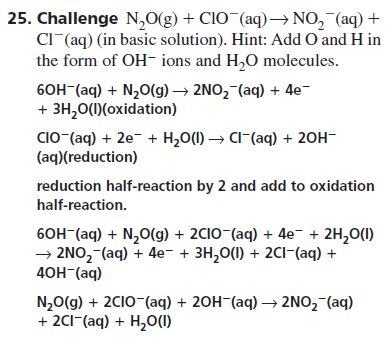 25. Challenge N₂O(g) + ClO⁻(aq) → NO₂⁻(aq) +
Cl⁻(aq) (in basic solution). Hint: Add O and H in
the form of OH− ions and H₂O molecules.
6OH⁻(aq) + N₂O(g) → 2NO₂⁻(aq) + 4e−
+ 3H₂O(l)(oxidation)
ClO⁻(aq) + 2e− + H₂O(l) → Cl⁻(aq) + 2OH−
(aq)(reduction)
reduction half-reaction by 2 and add to oxidation
half-reaction.
6OH⁻(aq) + N₂O(g) + 2ClO⁻(aq) + 4e− + 2H₂O(l)
→ 2NO₂⁻(aq) + 4e− + 3H₂O(l) + 2Cl⁻(aq) +
4OH⁻(aq)
N₂O(g) + 2ClO⁻(aq) + 2OH⁻(aq) → 2NO₂⁻(aq)
+ 2Cl⁻(aq) + H₂O(l)